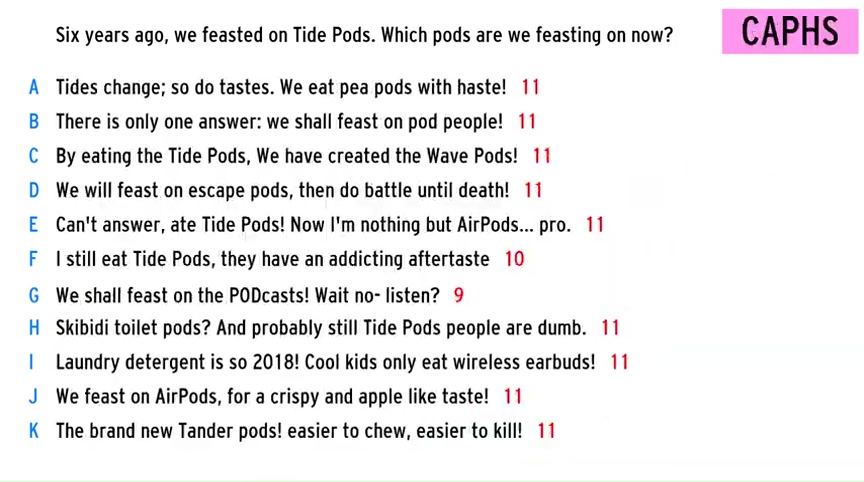 Six years ago, we feasted on Tide Pods. Which pods are we feasting on now?
CAPHS
A Tides change; so do tastes. We eat pea pods with haste! 11
B There is only one answer: we shall feast on pod people! 11
C By eating the Tide Pods, We have created the Wave Pods! 11
D We will feast on escape pods, then do battle until death! 11
E Can't answer, ate Tide Pods! Now I'm nothing but AirPods... pro. 11
F I still eat Tide Pods, they have an addicting aftertaste 10
G We shall feast on the PODcasts! Wait no- listen? 9
H Skibidi toilet pods? And probably still Tide Pods people are dumb. 11
I Laundry detergent is so 2018! Cool kids only eat wireless earbuds! 11
J We feast on AirPods, for a crispy and apple like taste! 11
K The brand new Tander pods! easier to chew, easier to kill! 11